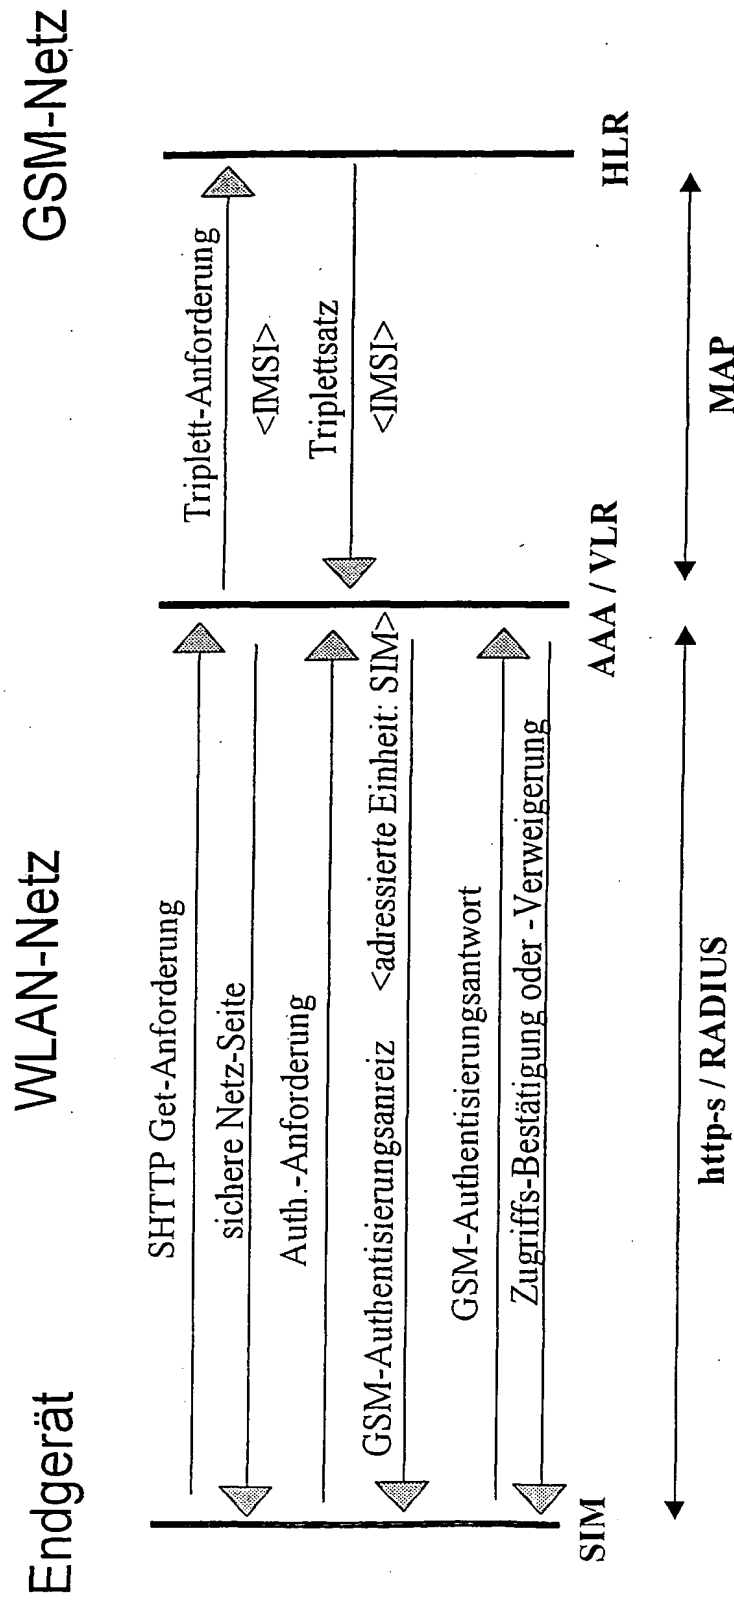 Endgerät
WLAN-Netz
GSM-Netz
SHTTP Get-Anforderung
sichere Netz-Seite
Auth.-Anforderung
GSM-Authentisierungsanreiz <adressierte Einheit: SIM>
GSM-Authentisierungsantwort
Zugriffs-Bestätigung oder -Verweigerung
Triplett-Anforderung
<IMSI>
Triplettsatz
<IMSI>
SIM
AAA / VLR
HLR
http-s / RADIUS
MAP